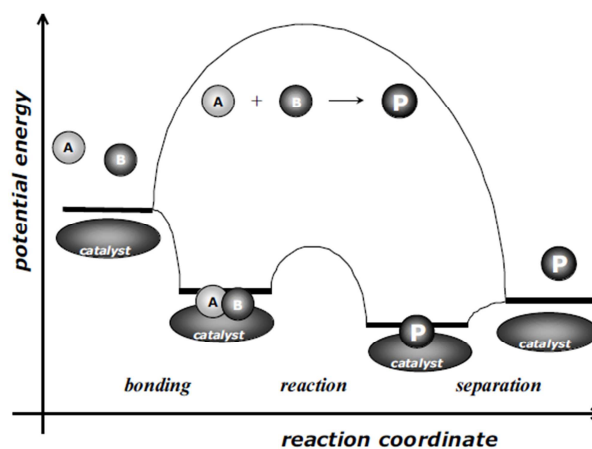 potential energy
A + B → P
A
B
catalyst
A B
catalyst
P
catalyst
P
catalyst
bonding reaction separation
reaction coordinate